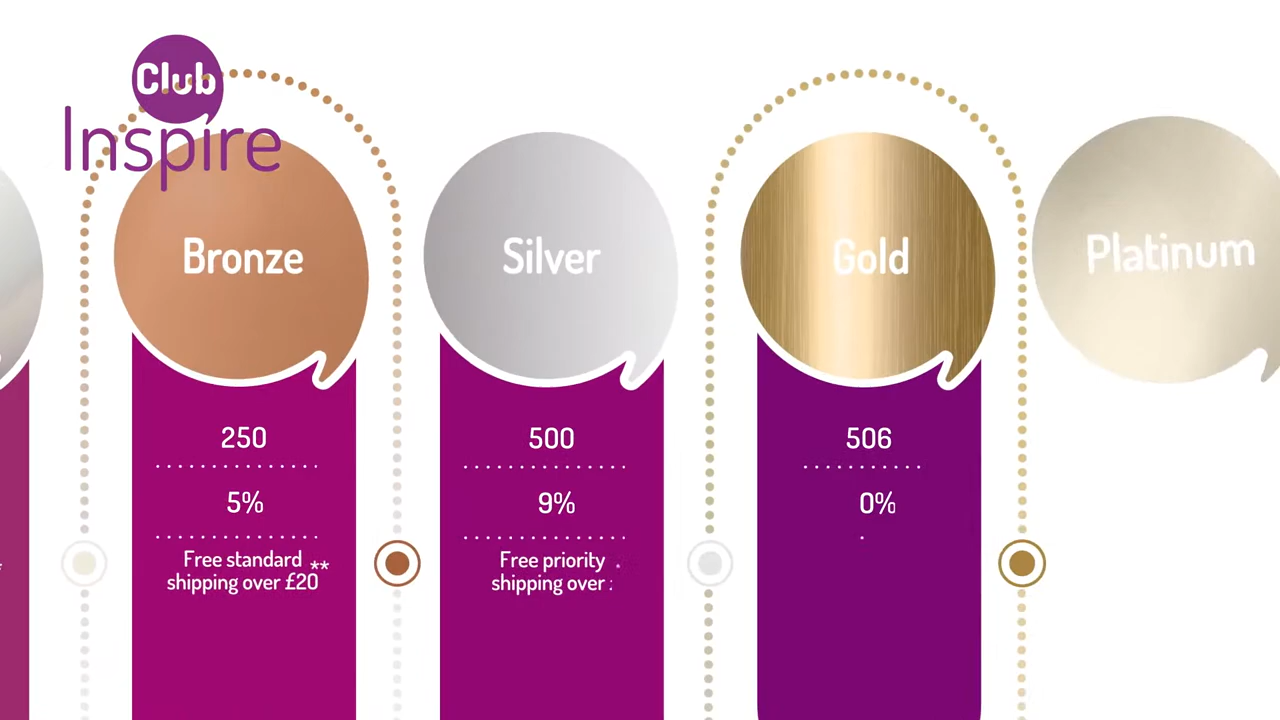 Club
Inspire
Bronze
Silver
Gold
Platinum
250
500
506
5%
9%
0%
Free standard **
shipping over £20
Free priority
shipping over